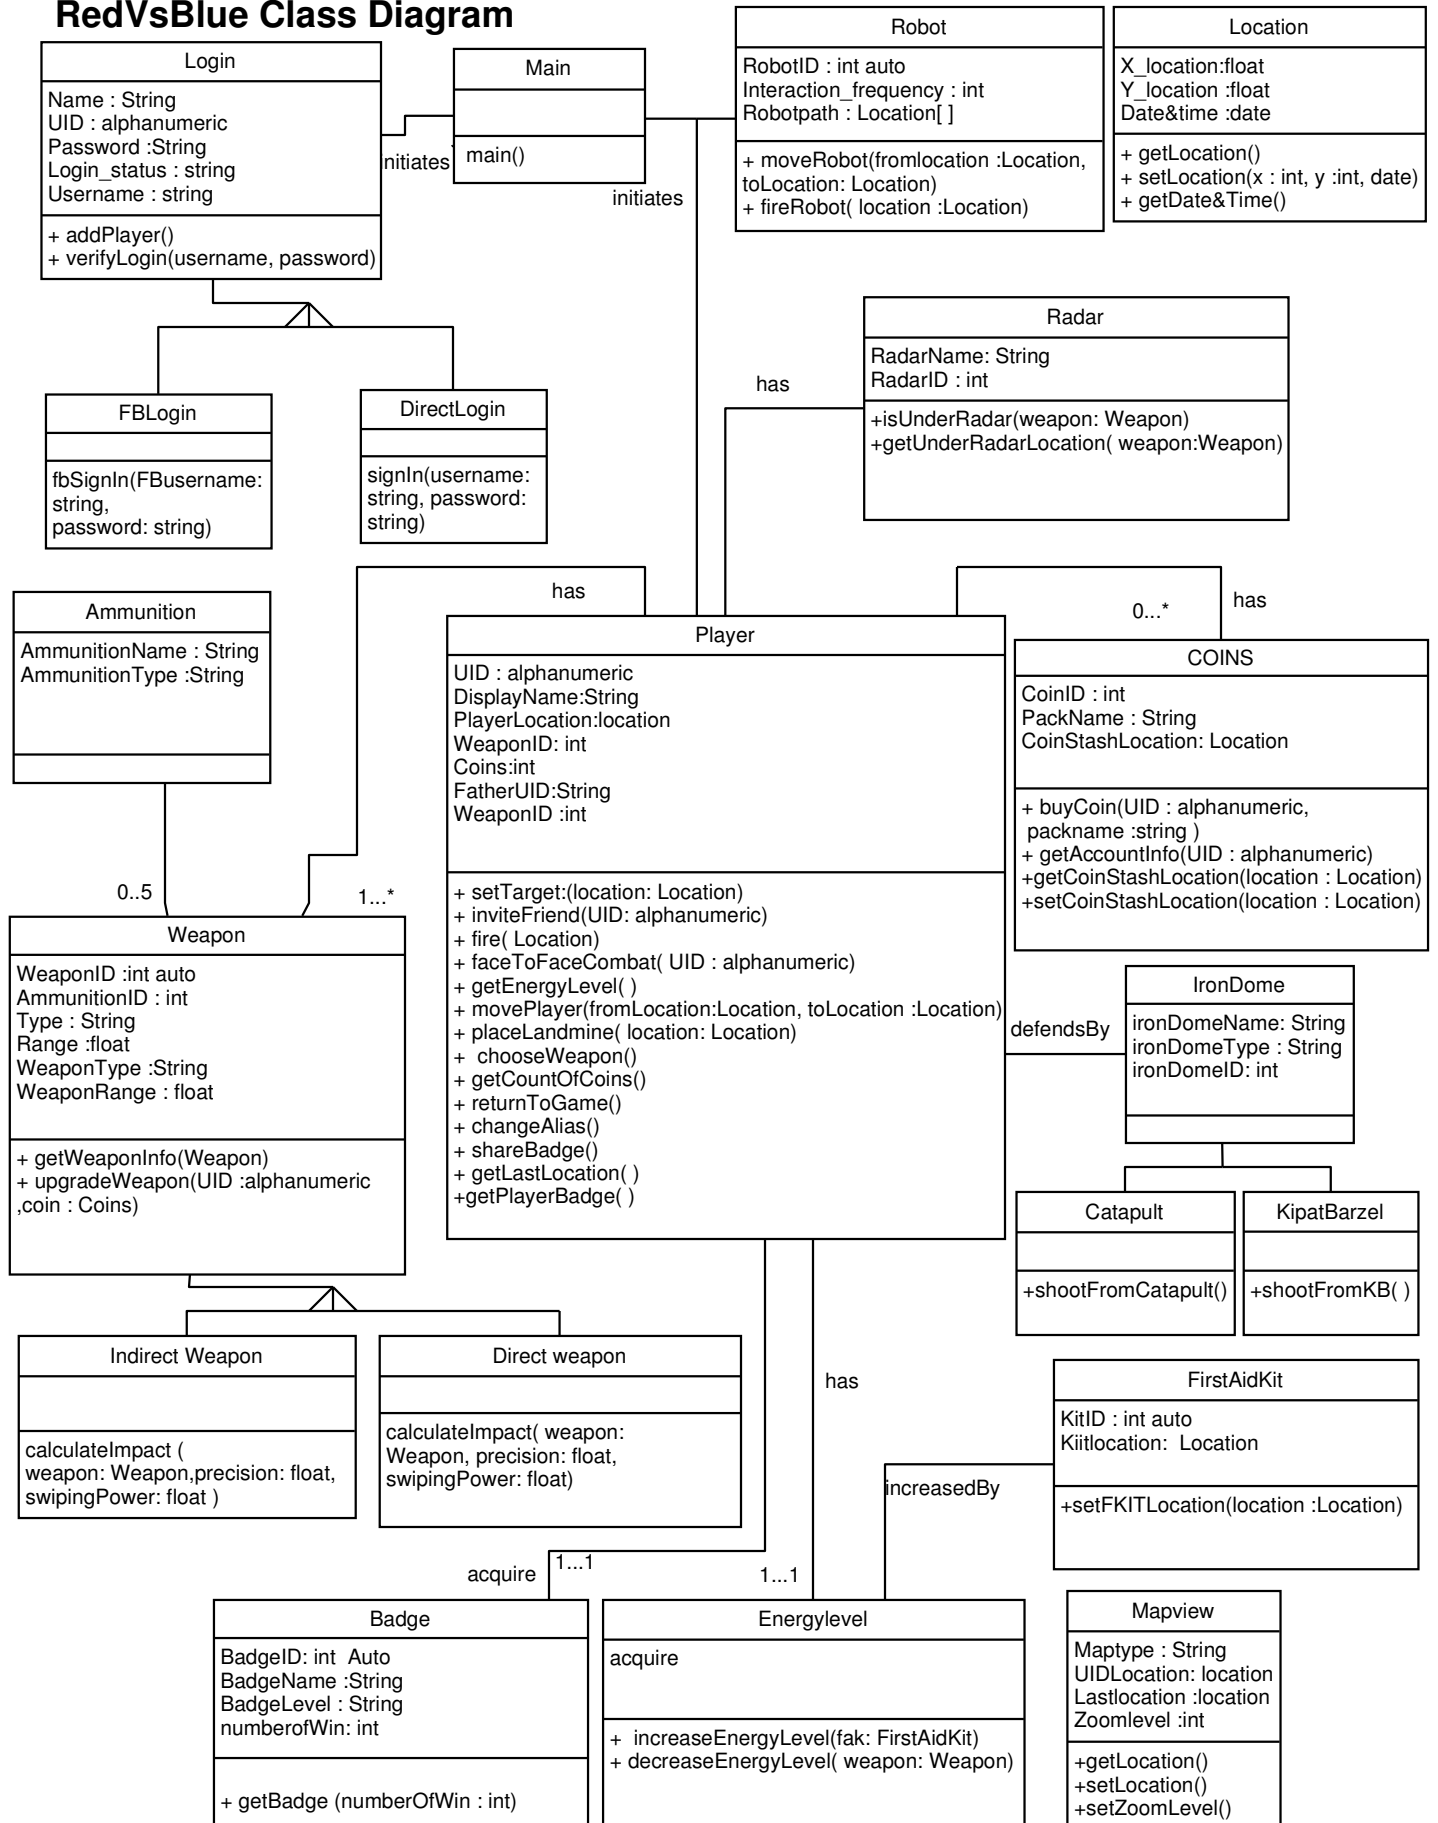 RedVsBlue Class Diagram
Login
Name : String
UID : alphanumeric
Password :String
Login_status : string
Username : string
+ addPlayer()
+ verifyLogin(username, password)
Main
main()
initiates
initiates
Robot
RobotID : int auto
Interaction_frequency : int
Robotpath : Location[ ]
+ moveRobot(fromlocation :Location,
toLocation: Location)
+ fireRobot( location :Location)
Location
X_location:float
Y_location :float
Date&time :date
+ getLocation()
+ setLocation(x : int, y :int, date)
+ getDate&Time()
FBLogin
fbSignIn(FBusername:
string,
password: string)
DirectLogin
signIn(username:
string, password:
string)
Radar
RadarName: String
RadarID : int
+isUnderRadar(weapon: Weapon)
+getUnderRadarLocation( weapon:Weapon)
has
Ammunition
AmmunitionName : String
AmmunitionType :String
0..5
has
1...*
Player
UID : alphanumeric
DisplayName:String
PlayerLocation:location
WeaponID: int
Coins:int
FatherUID:String
WeaponID :int
+ setTarget:(location: Location)
+ inviteFriend(UID: alphanumeric)
+ fire( Location)
+ faceToFaceCombat( UID : alphanumeric)
+ getEnergyLevel( )
+ movePlayer(fromLocation:Location, toLocation :Location)
+ placeLandmine( location: Location)
+  chooseWeapon()
+ getCountOfCoins()
+ returnToGame()
+ changeAlias()
+ shareBadge()
+ getLastLocation( )
+getPlayerBadge( )
0...*
has
COINS
CoinID : int
PackName : String
CoinStashLocation: Location
+ buyCoin(UID : alphanumeric,
packname :string )
+ getAccountInfo(UID : alphanumeric)
+getCoinStashLocation(location : Location)
+setCoinStashLocation(location : Location)
Weapon
WeaponID :int auto
AmmunitionID : int
Type : String
Range :float
WeaponType :String
WeaponRange : float
+ getWeaponInfo(Weapon)
+ upgradeWeapon(UID :alphanumeric
,coin : Coins)
defendsBy
IronDome
ironDomeName: String
ironDomeType : String
ironDomeID: int
Catapult
+shootFromCatapult()
KipatBarzel
+shootFromKB( )
Indirect Weapon
calculateImpact (
weapon: Weapon,precision: float,
swipingPower: float )
Direct weapon
calculateImpact( weapon:
Weapon, precision: float,
swipingPower: float)
has
FirstAidKit
KitID : int auto
Kiitlocation:  Location
+setFKITLocation(location :Location)
increasedBy
acquire
1...1
1...1
Badge
BadgeID: int  Auto
BadgeName :String
BadgeLevel : String
numberofWin: int
+ getBadge (numberOfWin : int)
Energylevel
acquire
+  increaseEnergyLevel(fak: FirstAidKit)
+ decreaseEnergyLevel( weapon: Weapon)
Mapview
Maptype : String
UIDLocation: location
Lastlocation :location
Zoomlevel :int
+getLocation()
+setLocation()
+setZoomLevel()